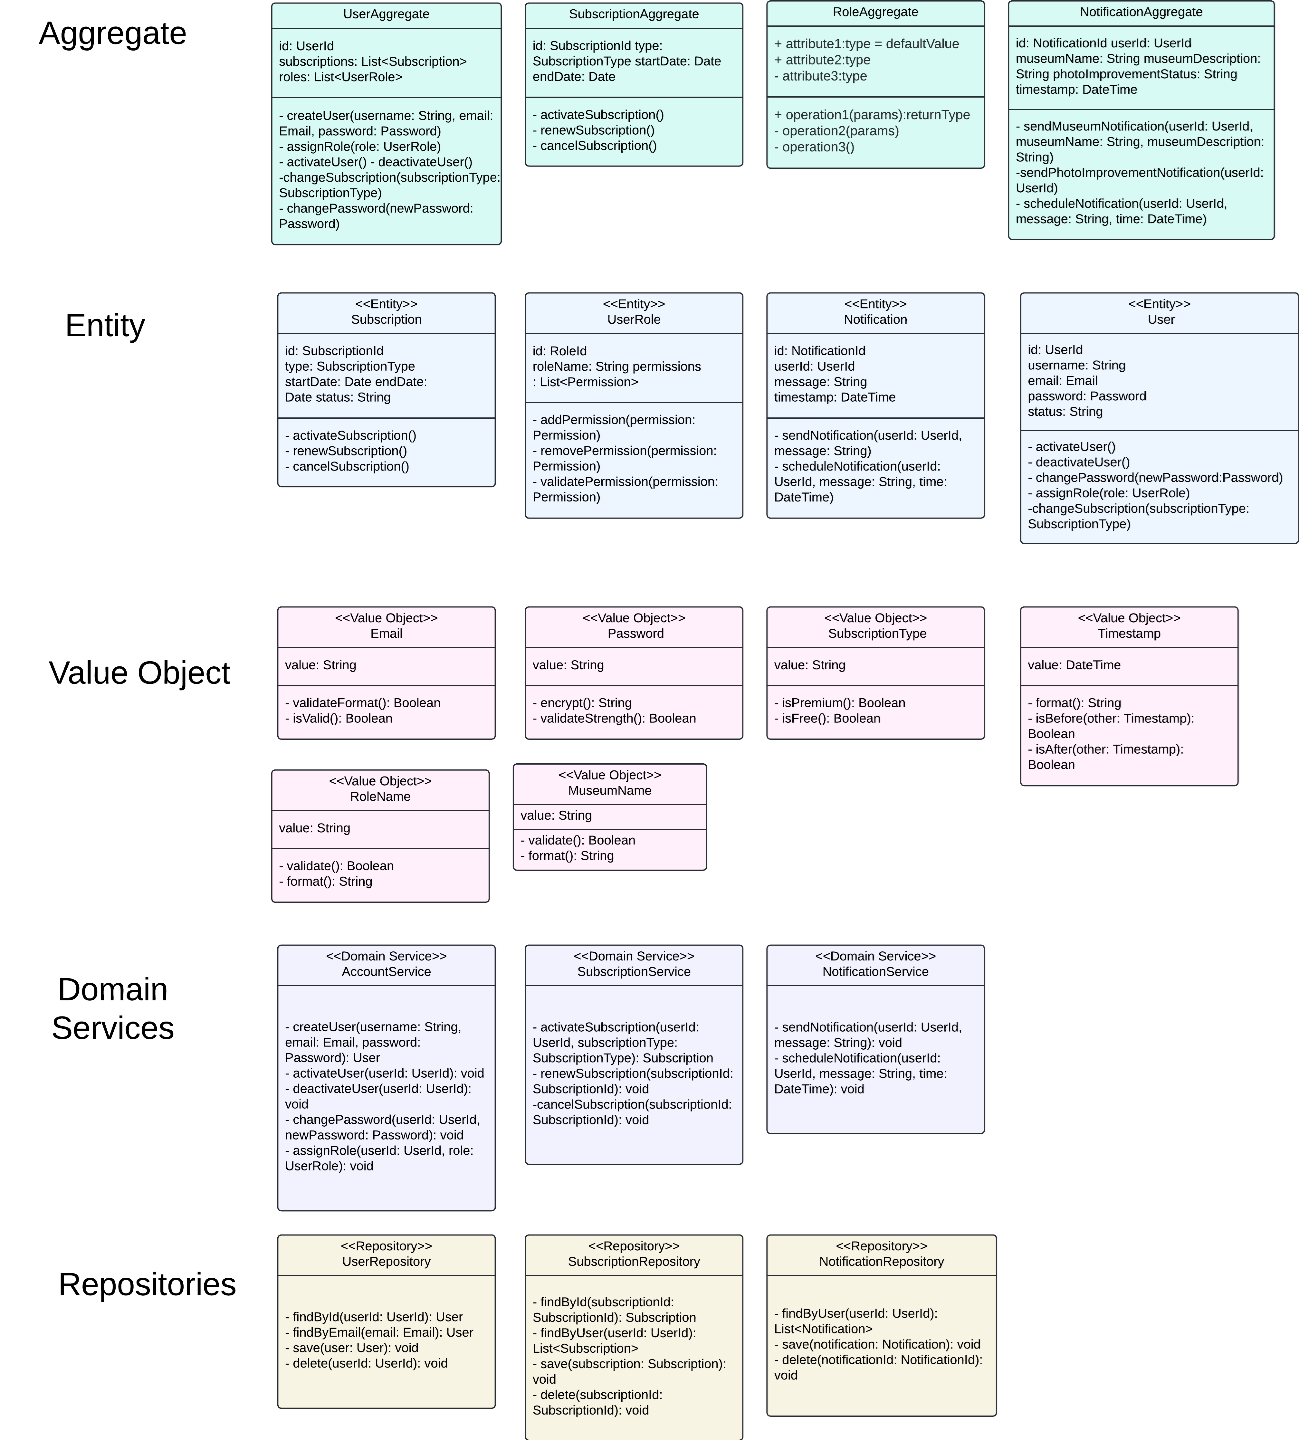 Aggregate
UserAggregate
id: UserId
subscriptions: List<Subscription>
roles: List<UserRole>
- createUser(username: String, email:
Email, password: Password)
- assignRole(role: UserRole)
- activateUser() - deactivateUser()
-changeSubscription(subscriptionType:
SubscriptionType)
- changePassword(newPassword:
Password)
SubscriptionAggregate
id: SubscriptionId type:
SubscriptionType startDate: Date
endDate: Date
- activateSubscription()
- renewSubscription()
- cancelSubscription()
RoleAggregate
+ attribute1:type = defaultValue
+ attribute2:type
- attribute3:type
+ operation1(params):returnType
- operation2(params)
- operation3()
NotificationAggregate
id: NotificationId userId: UserId
museumName: String museumDescription:
String photoImprovementStatus: String
timestamp: DateTime
- sendMuseumNotification(userId: UserId,
museumName: String, museumDescription:
String)
-sendPhotoImprovementNotification(userId:
UserId)
- scheduleNotification(userId: UserId,
message: String, time: DateTime)
Entity
<<Entity>>
Subscription
id: SubscriptionId
type: SubscriptionType
startDate: Date endDate:
Date status: String
- activateSubscription()
- renewSubscription()
- cancelSubscription()
<<Entity>>
UserRole
id: RoleId
roleName: String permissions
: List<Permission>
- addPermission(permission:
Permission)
- removePermission(permission:
Permission)
- validatePermission(permission:
Permission)
<<Entity>>
Notification
id: NotificationId
userId: UserId
message: String
timestamp: DateTime
- sendNotification(userId: UserId,
message: String)
- scheduleNotification(userId:
UserId, message: String, time:
DateTime)
<<Entity>>
User
id: UserId
username: String
email: Email
password: Password
status: String
- activateUser()
- deactivateUser()
- changePassword(newPassword:Password)
- assignRole(role: UserRole)
-changeSubscription(subscriptionType:
SubscriptionType)
Value Object
<<Value Object>>
Email
value: String
- validateFormat(): Boolean
- isValid(): Boolean
<<Value Object>>
Password
value: String
- encrypt(): String
- validateStrength(): Boolean
<<Value Object>>
SubscriptionType
value: String
- isPremium(): Boolean
- isFree(): Boolean
<<Value Object>>
Timestamp
value: DateTime
- format(): String
- isBefore(other: Timestamp):
Boolean
- isAfter(other: Timestamp):
Boolean
<<Value Object>>
RoleName
value: String
- validate(): Boolean
- format(): String
<<Value Object>>
MuseumName
value: String
- validate(): Boolean
- format(): String
Domain
Services
<<Domain Service>>
AccountService
- createUser(username: String,
email: Email, password:
Password): User
- activateUser(userId: UserId): void
- deactivateUser(userId: UserId):
void
- changePassword(userId: UserId,
newPassword: Password): void
- assignRole(userId: UserId, role:
UserRole): void
<<Domain Service>>
SubscriptionService
- activateSubscription(userId:
UserId, subscriptionType:
SubscriptionType): Subscription
- renewSubscription(subscriptionId:
SubscriptionId): void
-cancelSubscription(subscriptionId:
SubscriptionId): void
<<Domain Service>>
NotificationService
- sendNotification(userId: UserId,
message: String): void
- scheduleNotification(userId:
UserId, message: String, time:
DateTime): void
Repositories
<<Repository>>
UserRepository
- findById(userId: UserId): User
- findByEmail(email: Email): User
- save(user: User): void
- delete(userId: UserId): void
<<Repository>>
SubscriptionRepository
- findById(subscriptionId:
SubscriptionId): Subscription
- findByUser(userId: UserId):
List<Subscription>
- save(subscription: Subscription):
void
- delete(subscriptionId:
SubscriptionId): void
<<Repository>>
NotificationRepository
- findByUser(userId: UserId):
List<Notification>
- save(notification: Notification): void
- delete(notificationId: NotificationId):
void